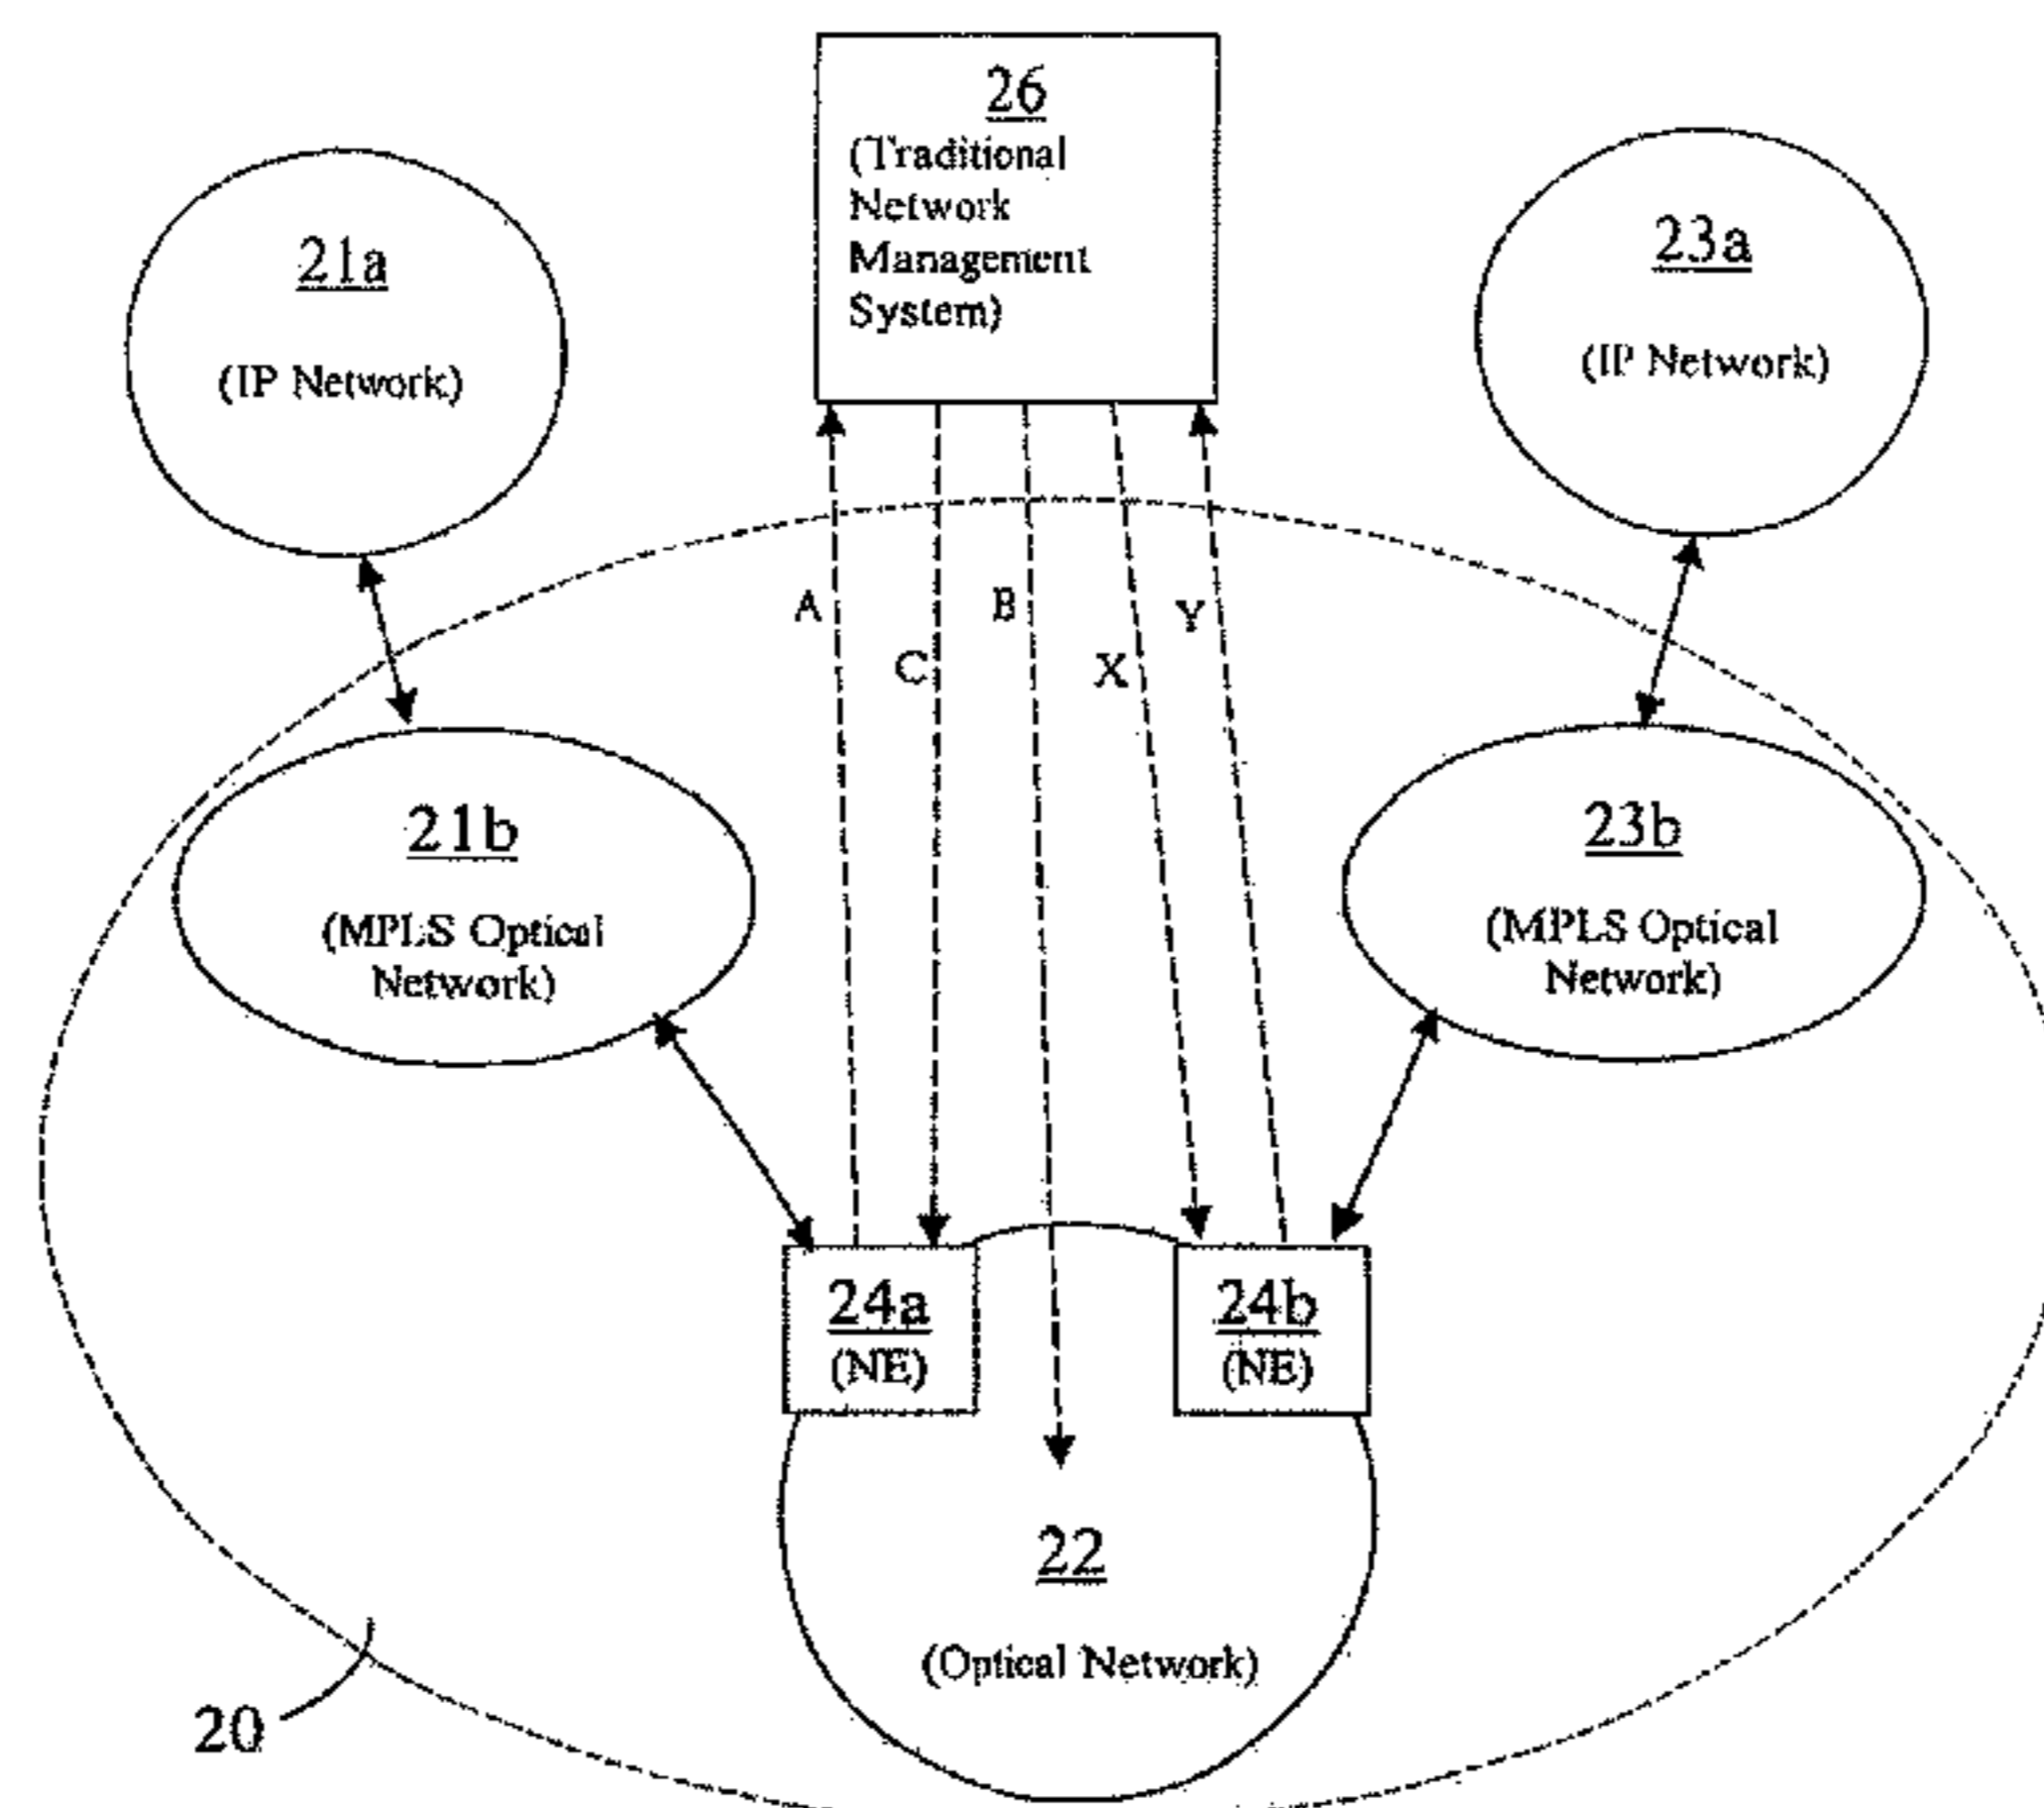 26
(Traditional
Network
Management
System)
21a
(IP Network)
23a
(IP Network)
A
B
Y
C
X
21b
(MPLS Optical
Network)
23b
(MPLS Optical
Network)
24a
(NE)
24b
(NE)
22
(Optical Network)
20